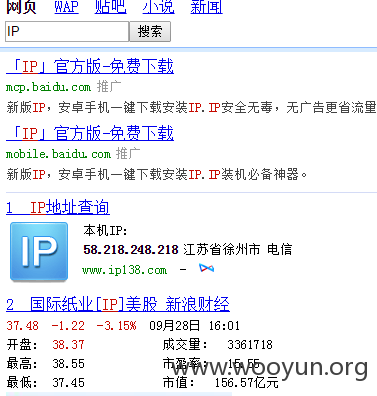 网页 WAP 贴吧 小说 新闻
IP 搜索
「IP」官方版-免费下载
mcp.baidu.com 推广
新版IP，安卓手机一键下载安装IP.IP安全无毒，无广告更省流量
「IP」官方版-免费下载
mobile.baidu.com 推广
新版IP，安卓手机一键下载安装IP.IP装机必备神器。
1 IP地址查询
IP
本机IP:
58.218.248.218 江苏省徐州市 电信
www.ip138.com -
2 国际纸业[IP]美股_新浪财经
37.48 -1.22 -3.15% 09月28日 16:01
开盘: 38.37 成交量: 3361718
最高: 38.55 市盈率: 15.55
最低: 37.45 市值: 156.57亿元
www.wooyun.org